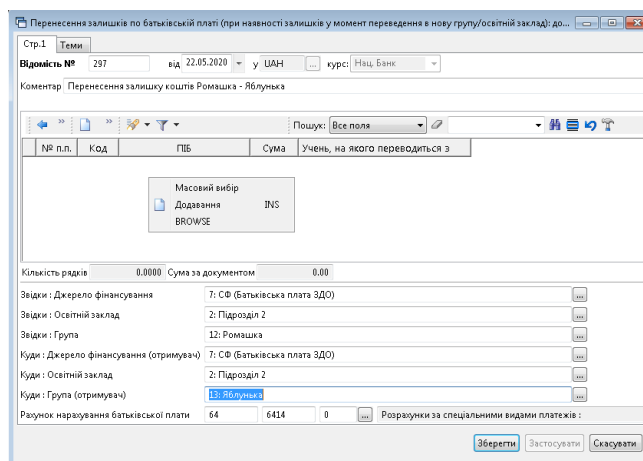 Перенесення залишків по батьківській платі (при наявності залишків у момент переведення в нову групу/освітній заклад): до...
Стр.1 Теми
Відомість № 297 від 22.05.2020 у UAH ... курс: Нац. Банк
Коментар Перенесення залишку коштів Ромашка - Яблунька
Пошук: Все поля
№ п.п. Код ПІБ Сума Учень, на якого переводиться з
Масовий вибір
Додавання INS
BROWSE
Кількість рядків 0.0000 Сума за документом 0.00
Звідки : Джерело фінансування 7: СФ (Батьківська плата ЗДО) ...
Звідки : Освітній заклад 2: Підрозділ 2 ...
Звідки : Група 12: Ромашка ...
Куди : Джерело фінансування (отримувач) 7: СФ (Батьківська плата ЗДО) ...
Куди : Освітній заклад 2: Підрозділ 2 ...
Куди : Група (отримувач) 13: Яблунька ...
Рахунок нарахування батьківської плати 64 6414 0 ... Розрахунки за спеціальними видами платежів :
Зберегти Застосувати Скасувати